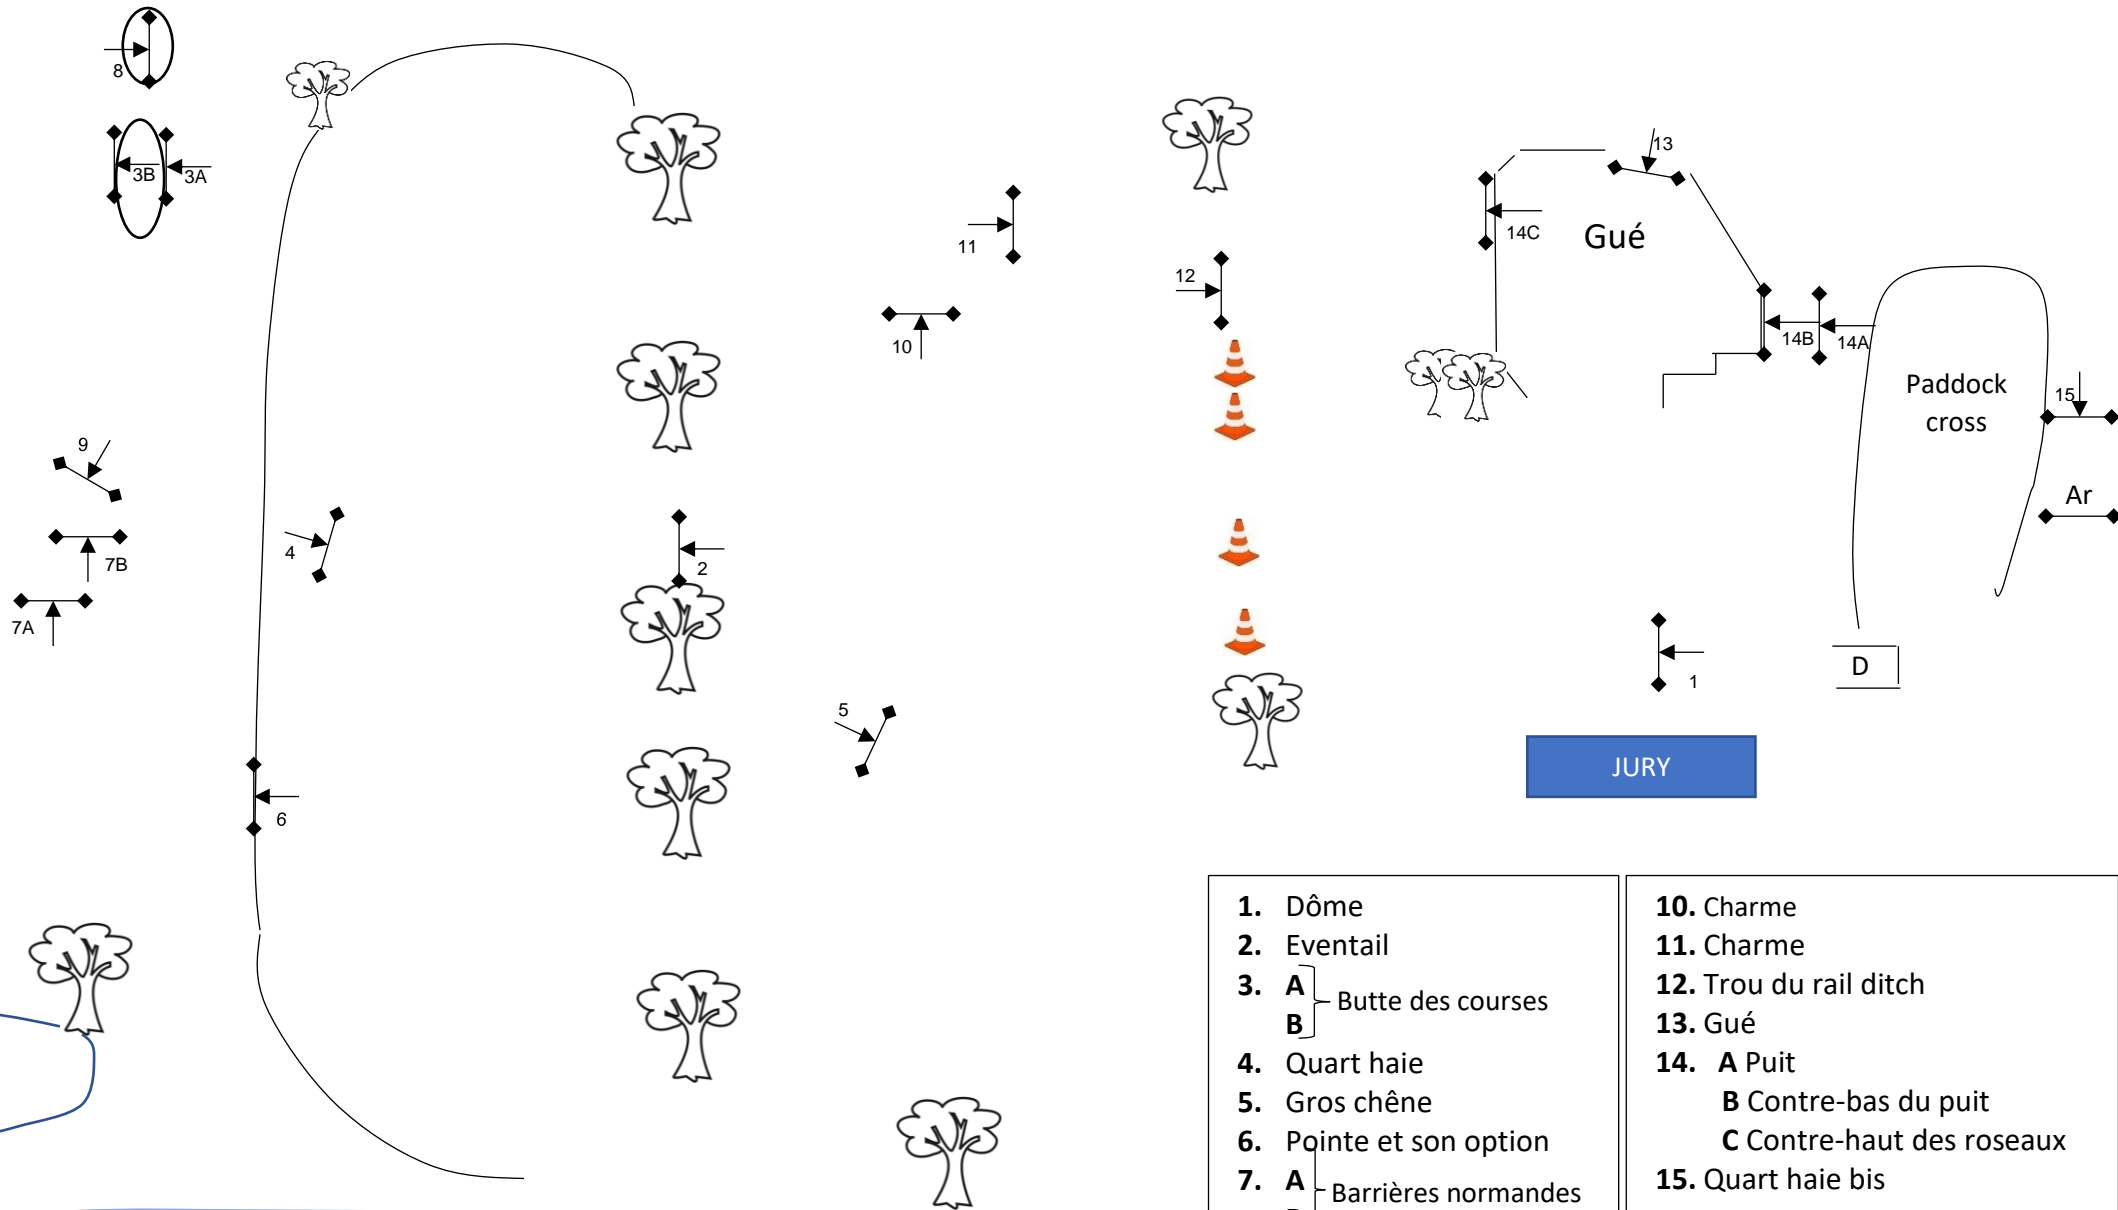 8
3B
3A
13
14C
Gué
11
12
10
14B
14A
Paddock
cross
15
9
Ar
4
7B
2
7A
D
1
5
JURY
6
1. Dôme
2. Eventail
3. A
B
Butte des courses
4. Quart haie
5. Gros chêne
6. Pointe et son option
7. A
Barrières normandes
10. Charme
11. Charme
12. Trou du rail ditch
13. Gué
14. A Puit
B Contre-bas du puit
C Contre-haut des roseaux
15. Quart haie bis